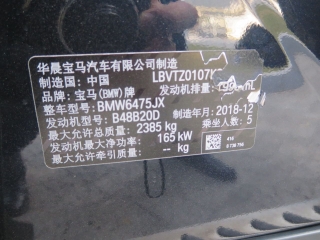 华晨宝马汽车有限公司制造
制造国：中国 LBVTZ0107
品牌：宝马(BMW)牌 发动机排量： mL
整车型号：BMW6475JX
发动机型号：B48B20D 制造年月：2018-12
最大允许总质量：2385 kg 乘坐人数：5
发动机最大净功率：165 kW
最大允许牵引质量：-- kg